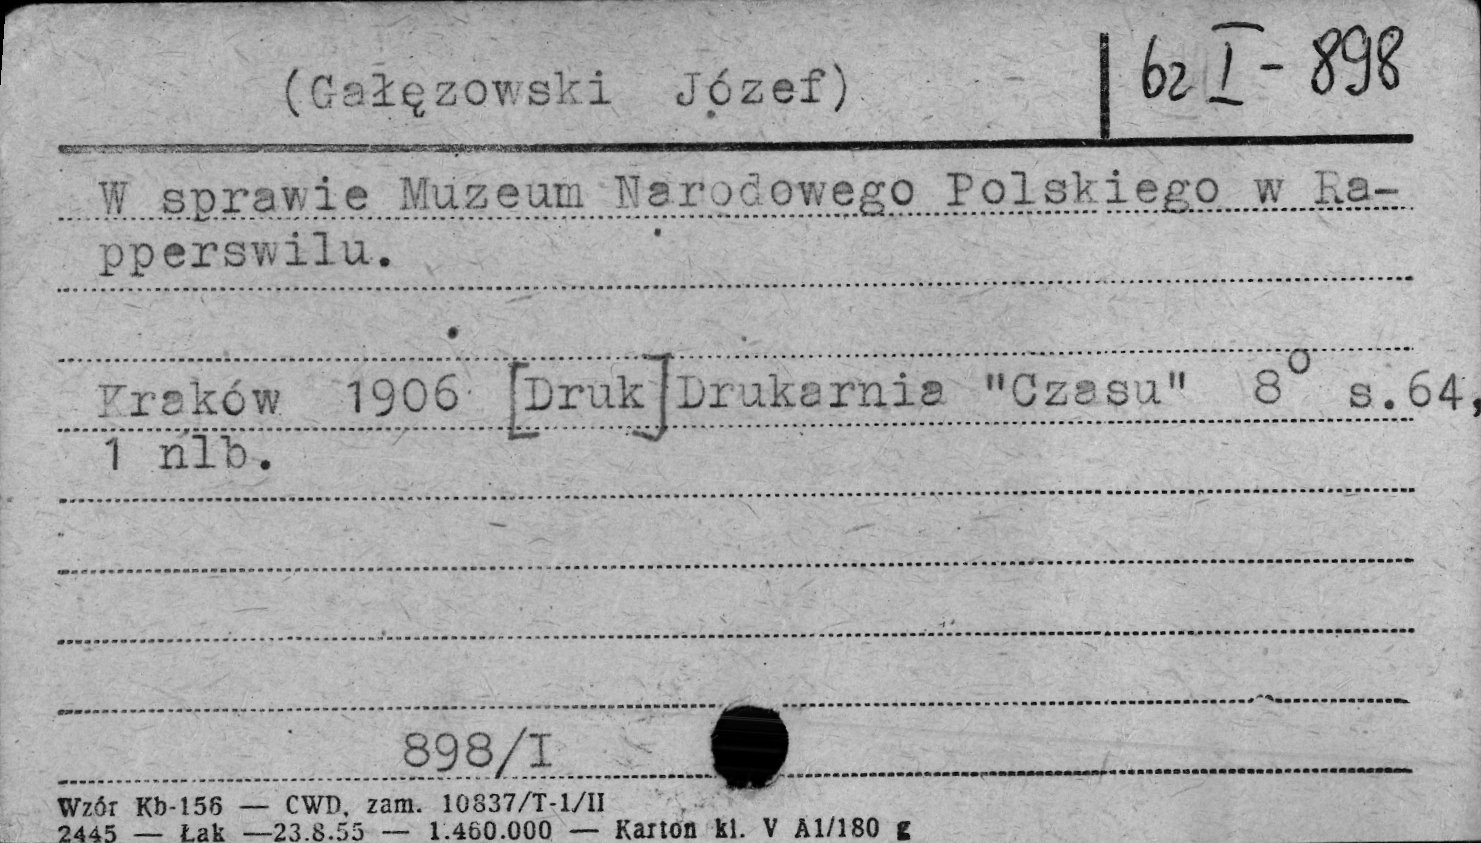 (Gałęzowski Józef)
bz I - 898
W sprawie Muzeum Narodowego Polskiego w Ra-
pperswilu.
Kraków 1906 [Druk] Drukarnia "Czasu" 8° s.64,
1 nlb.
898/I
Wzór Kb-156 — CWD, zam. 10837/T-1/II
2445 — Łak —23.8.55 — 1.460.000 — Karton kl. V A1/180 g